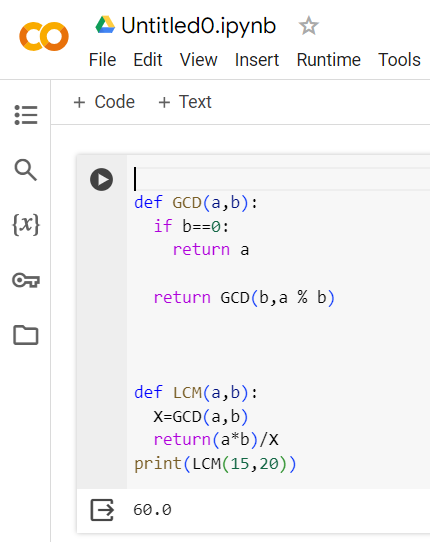 Untitled0.ipynb
File Edit View Insert Runtime Tools
+ Code + Text
{x}
def GCD(a,b):
  if b==0:
    return a
  return GCD(b,a % b)
def LCM(a,b):
  X=GCD(a,b)
  return(a*b)/X
print(LCM(15,20))
60.0